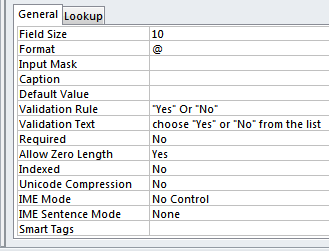 General Lookup
Field Size 10
Format @
Input Mask
Caption
Default Value
Validation Rule "Yes" Or "No"
Validation Text choose "Yes" or "No" from the list
Required No
Allow Zero Length Yes
Indexed No
Unicode Compression No
IME Mode No Control
IME Sentence Mode None
Smart Tags